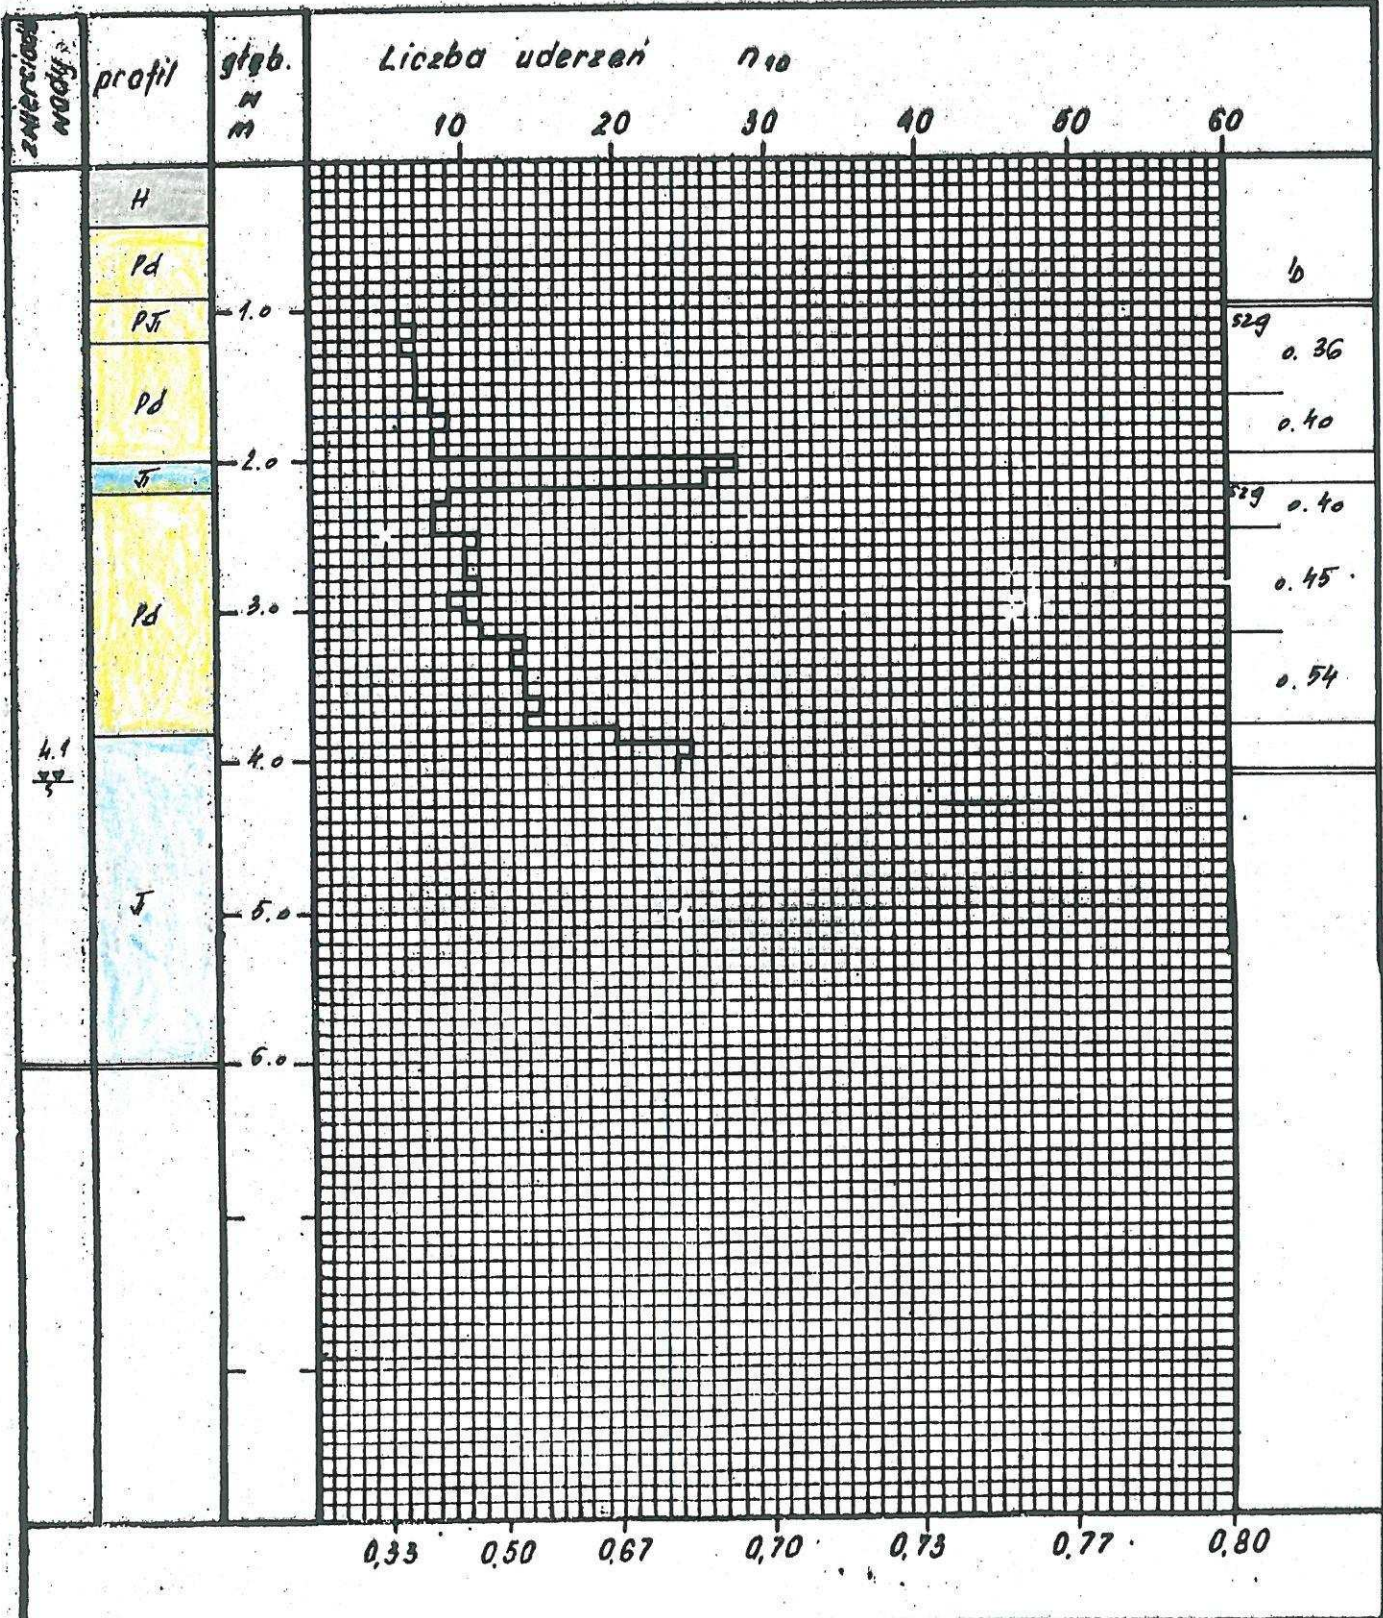 zwierciadło wody
profil
głęb.
w
m
Liczba uderzeń n10
10 20 30 40 50 60
H
Pd
Pπ
Pd
π
Pd
J
1.0
2.0
3.0
4.0
5.0
6.0
4.1
ID
szg
0.36
0.40
szg 0.40
0.45
0.54
0,33 0,50 0,67 0,70 0,73 0,77 0,80